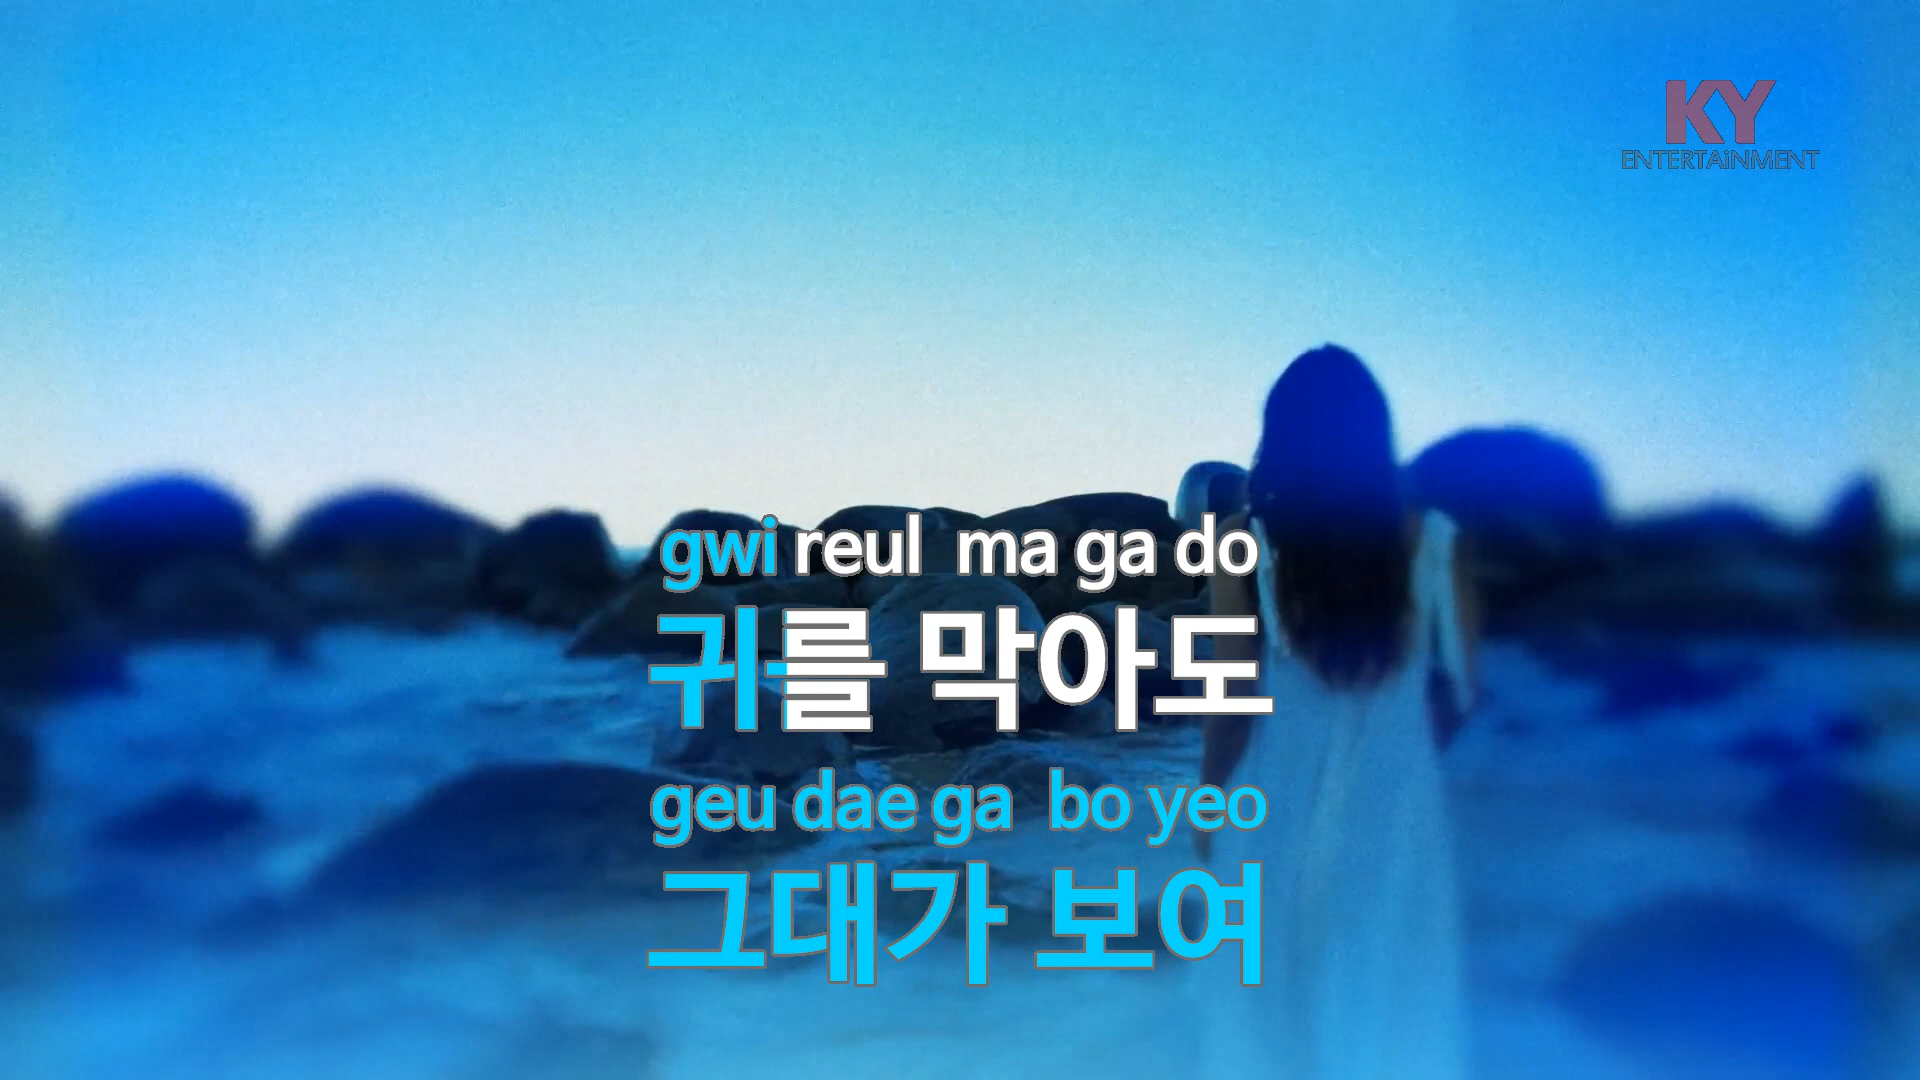 KY
ENTERTAiNMENT
gwi reul ma ga do
귀를 막아도
geu dae ga bo yeo
그대가 보여